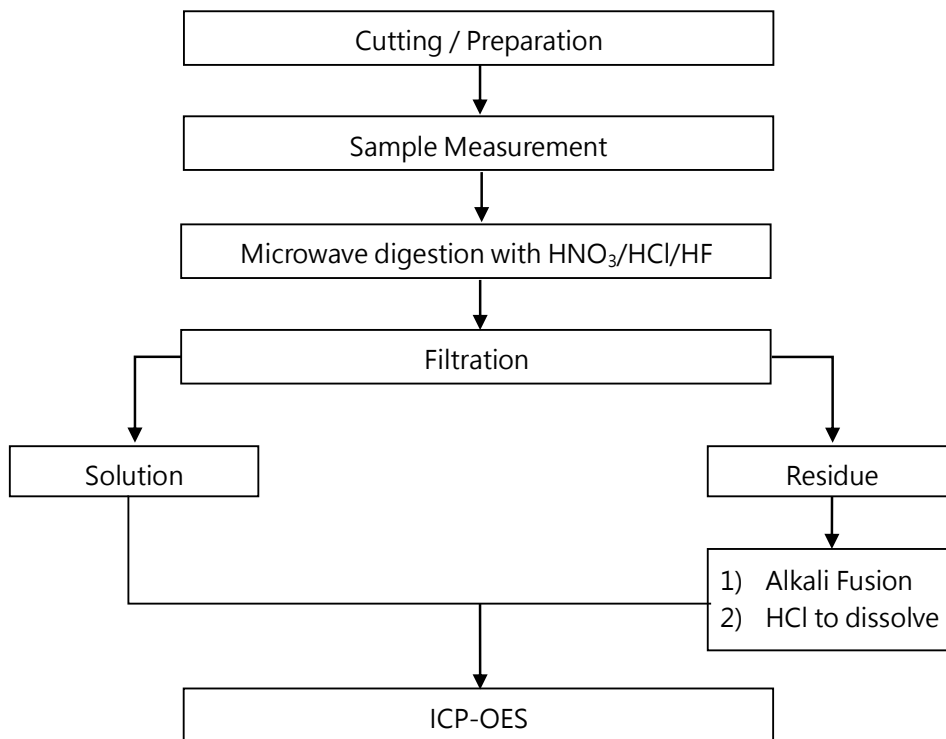 Cutting / Preparation
Sample Measurement
Microwave digestion with HNO₃/HCl/HF
Filtration
Solution
Residue
1) Alkali Fusion
2) HCl to dissolve
ICP-OES